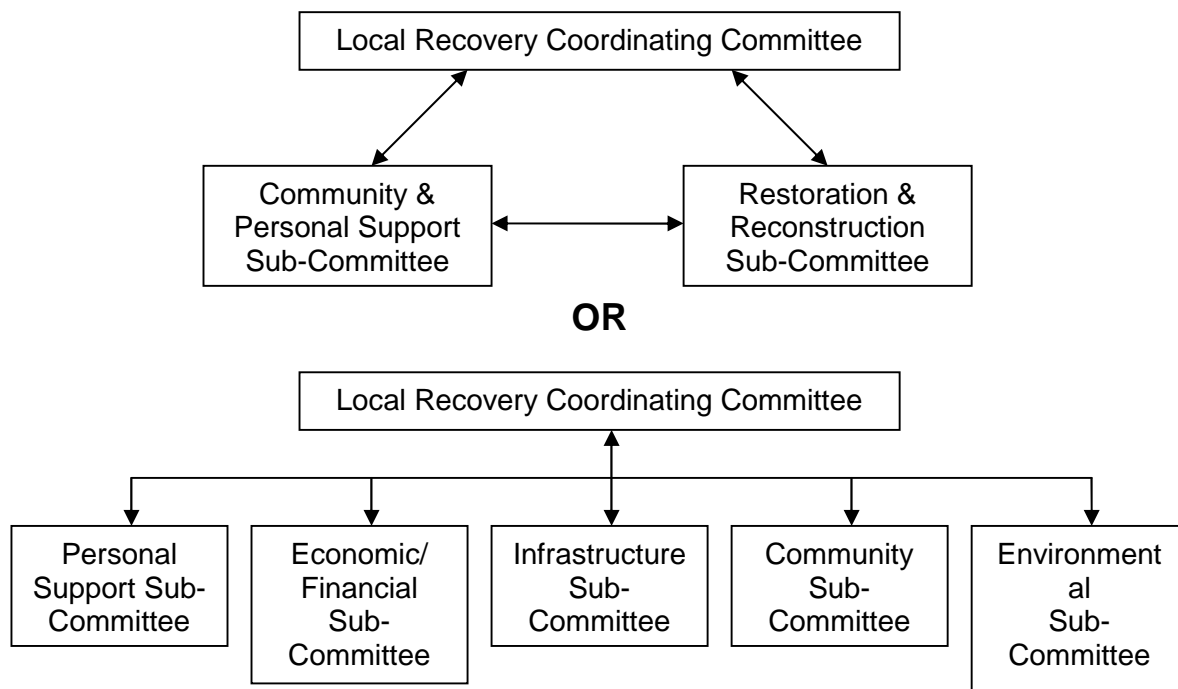 Local Recovery Coordinating Committee
Community &
Personal Support
Sub-Committee
Restoration &
Reconstruction
Sub-Committee
OR
Local Recovery Coordinating Committee
Personal
Support Sub-
Committee
Economic/
Financial
Sub-
Committee
Infrastructure
Sub-
Committee
Community
Sub-
Committee
Environment
al
Sub-
Committee